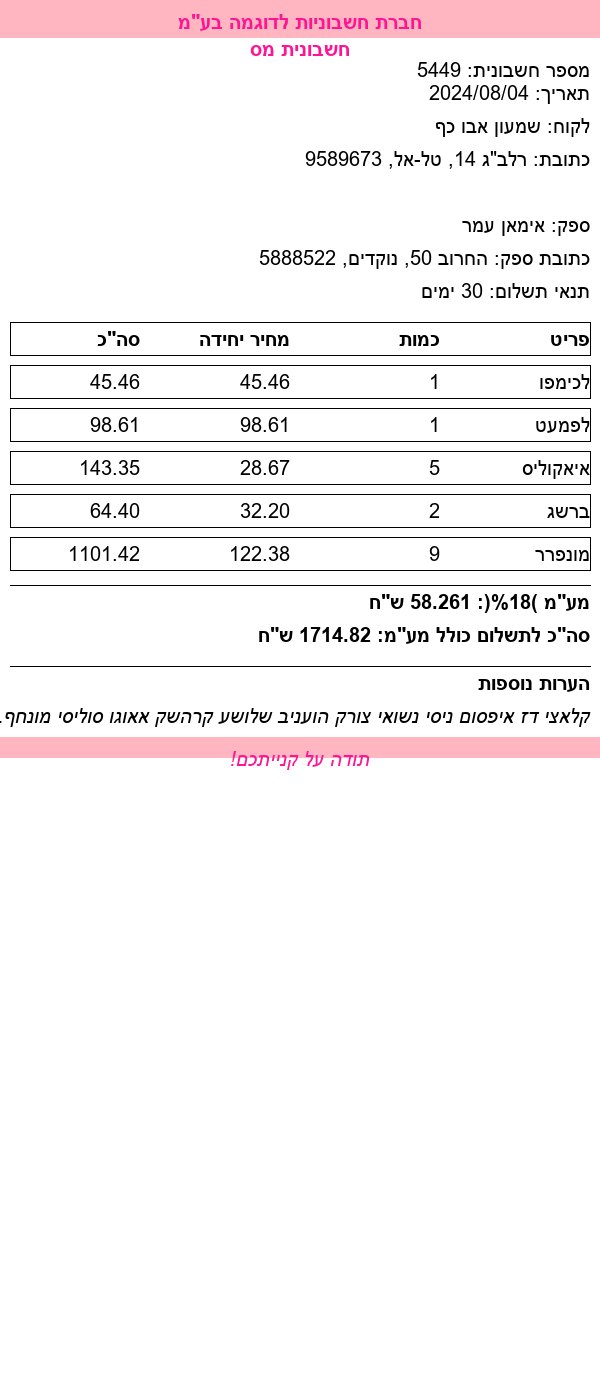 חברת חשבוניות לדוגמה בע"מ
חשבונית מס
מספר חשבונית: 5449
תאריך: 2024/08/04
לקוח: שמעון אבו כף
כתובת: רלב"ג 14, טל-אל, 9589673
ספק: אימאן עמר
כתובת ספק: החרוב 50, נוקדים, 5888522
תנאי תשלום: 30 ימים
פריט כמות מחיר יחידה סה"כ
לכימפו 1 45.46 45.46
לפמעט 1 98.61 98.61
איאקוליס 5 28.67 143.35
ברשג 2 32.20 64.40
מונפרר 9 122.38 1101.42
מע"מ )18%(: 58.261 ש"ח
סה"כ לתשלום כולל מע"מ: 1714.82 ש"ח
הערות נוספות
קלאצי דז איפסום ניסי נשואי צורק הועניב שלושע קרהשק אאוגו סוליסי מונחף.
תודה על קנייתכם!